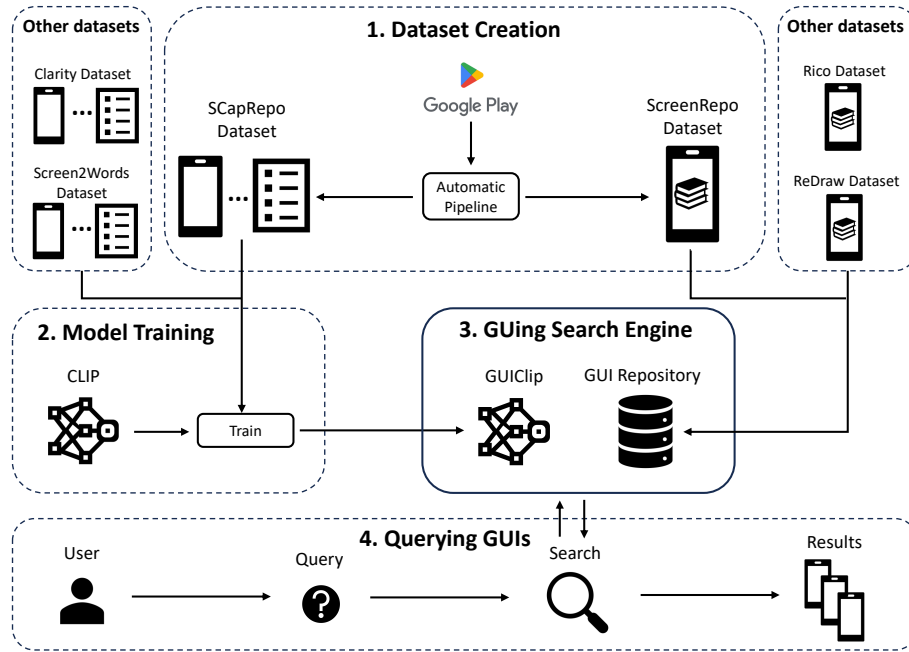 Other datasets
Clarity Dataset
Screen2Words
Dataset
1. Dataset Creation
Google Play
SCapRepo
Dataset
Automatic
Pipeline
ScreenRepo
Dataset
Other datasets
Rico Dataset
ReDraw Dataset
2. Model Training
CLIP
Train
3. GUing Search Engine
GUIClip
GUI Repository
4. Querying GUIs
User
Query
?
Search
Results